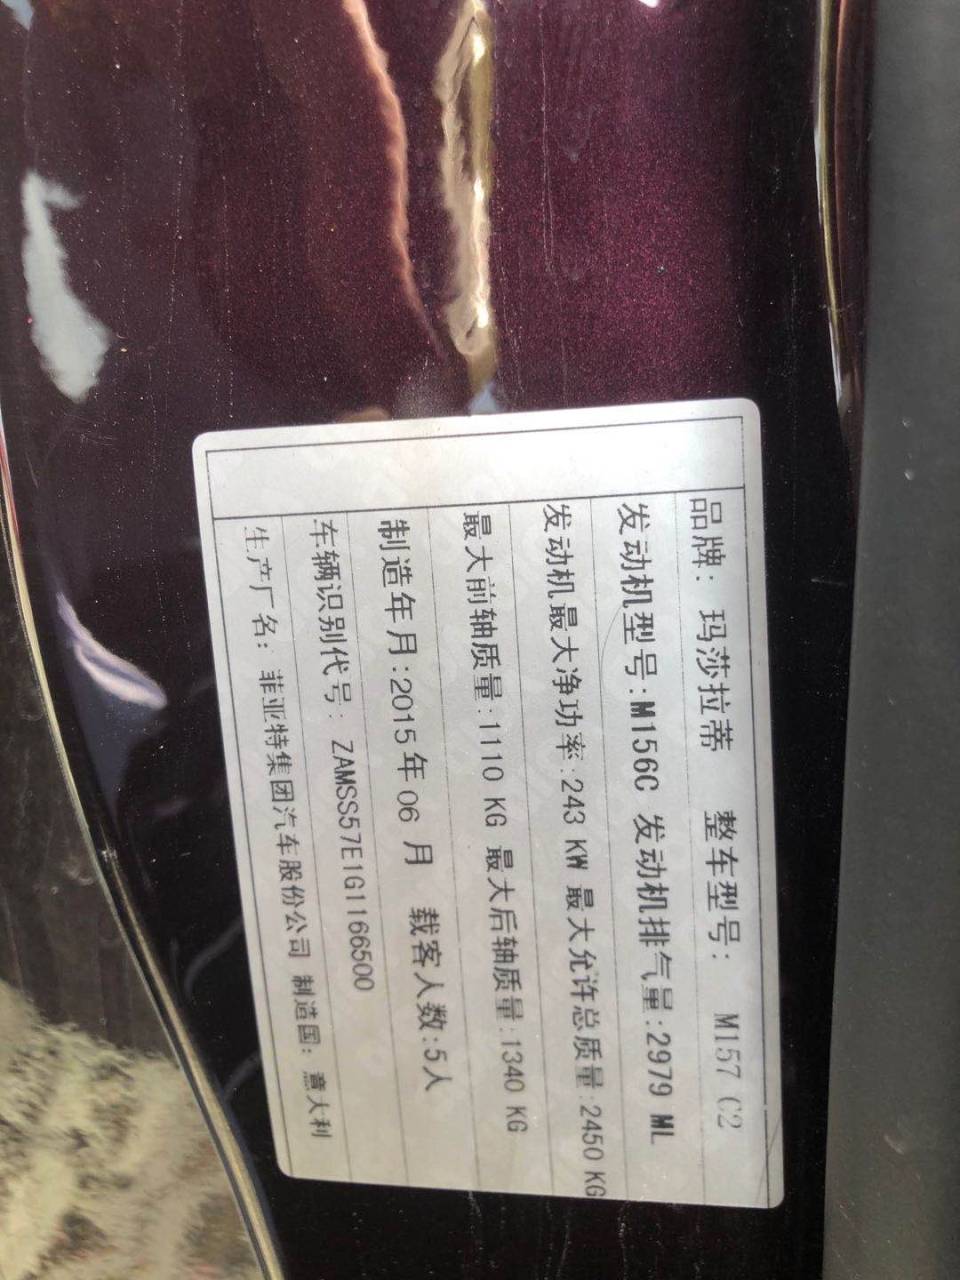 品牌: 玛莎拉蒂 整车型号: M157 C2
发动机型号:M156C 发动机排气量:2979 ML
发动机最大净功率:243 KW 最大允许总质量:2450 KG
最大前轴质量:1110 KG 最大后轴质量:1340 KG
制造年月:2015年06 月 载客人数:5人
车辆识别代号: ZAMSS57E1G1166500
生产厂名: 菲亚特集团汽车股份公司 制造国: 意大利